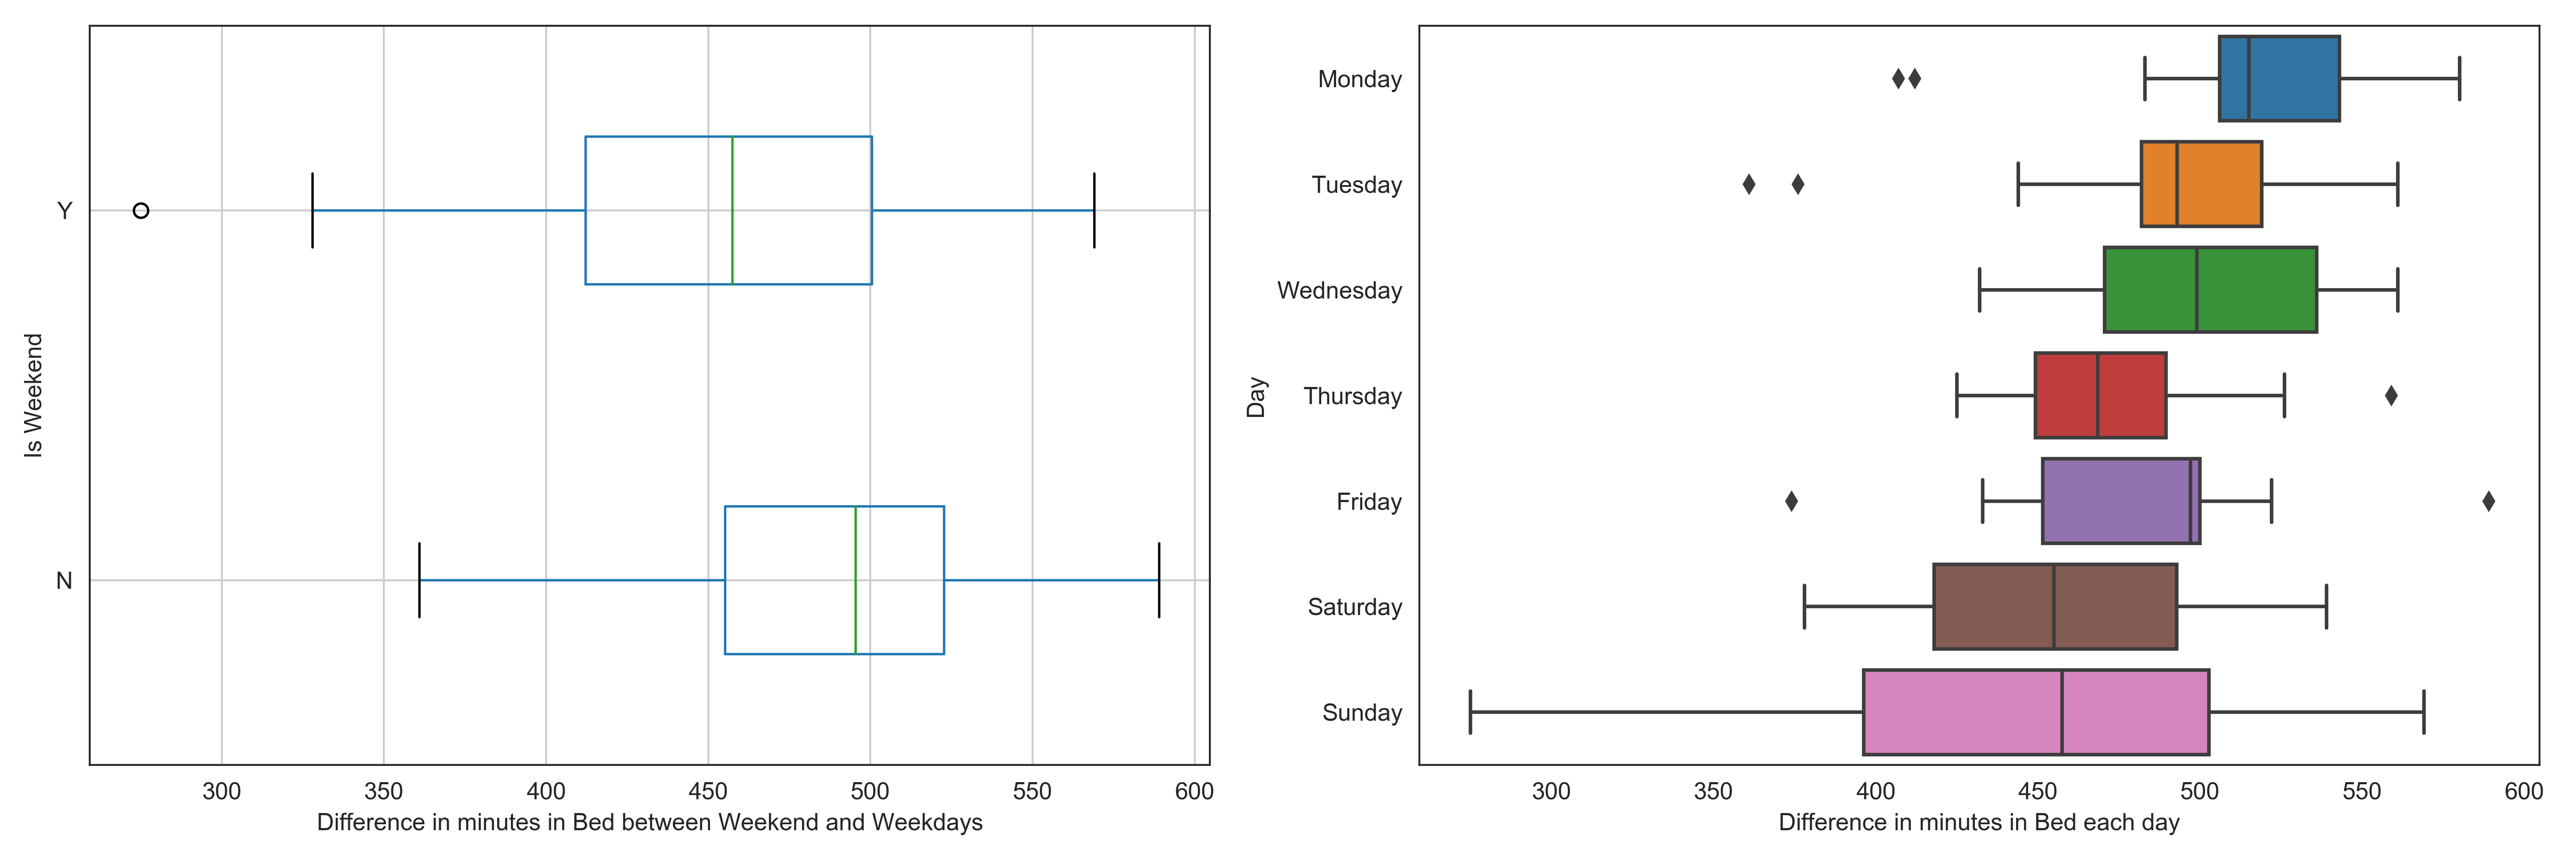 Is Weekend
Y
N
300 350 400 450 500 550 600
Difference in minutes in Bed between Weekend and Weekdays
Day
Monday
Tuesday
Wednesday
Thursday
Friday
Saturday
Sunday
300 350 400 450 500 550 600
Difference in minutes in Bed each day